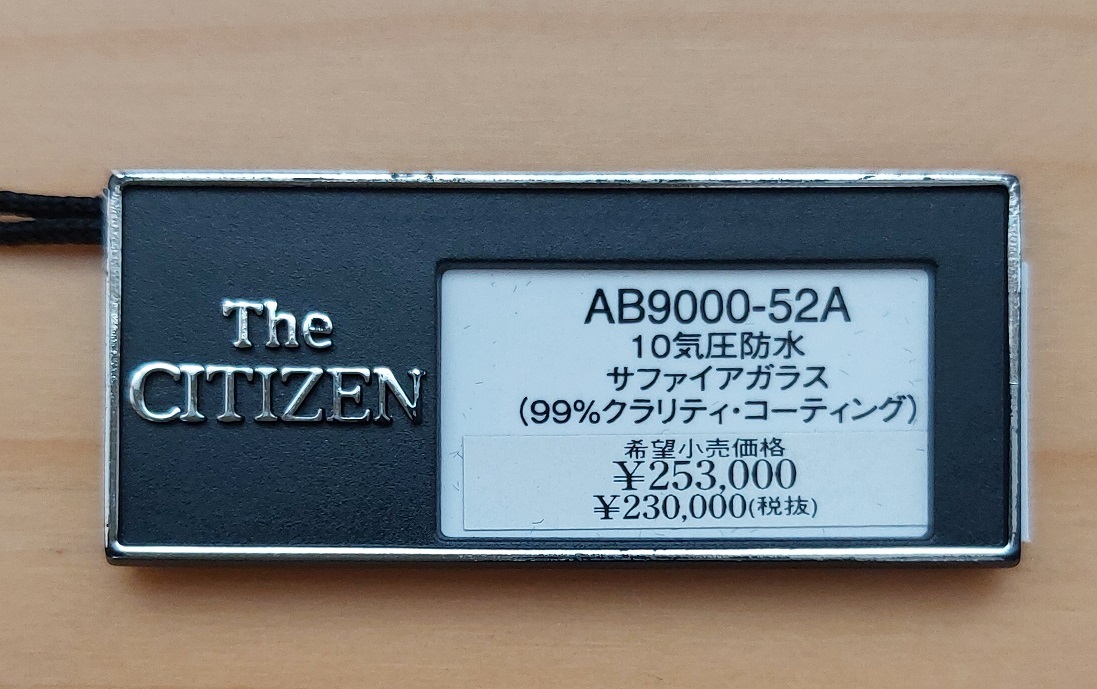 The
CITIZEN
AB9000-52A
10気圧防水
サファイアガラス
(99%クラリティ・コーティング)
希望小売価格
¥253,000
¥230,000(税抜)